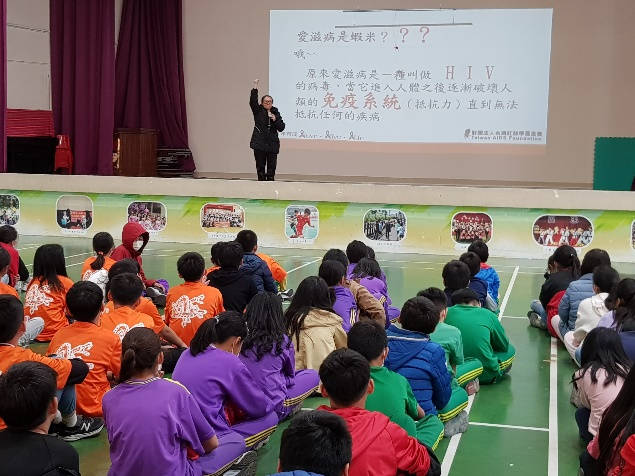 愛滋病是蝦米？？？
哦~~
原來愛滋病是一種叫做 HIV
的病毒，當它進入人體之後逐漸破壞人
類的免疫系統（抵抗力）直到無法
抵抗任何的疾病
財團法人台灣紅絲帶基金會
Taiwan AIDS Foundation